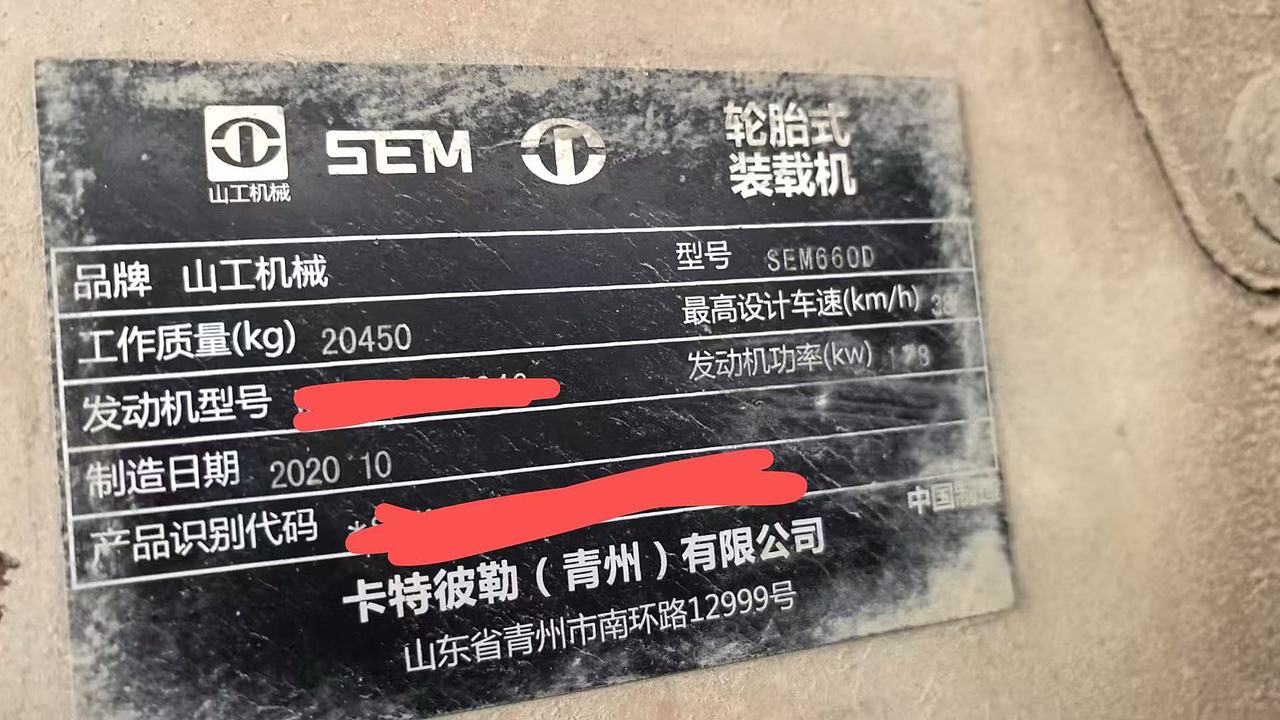 山工机械
SEM
轮胎式
装载机
品牌 山工机械
型号 SEM660D
工作质量(kg) 20450
最高设计车速(km/h)
发动机型号
发动机功率(kw) 178
制造日期 2020 10
产品识别代码
中国制造
卡特彼勒(青州)有限公司
山东省青州市南环路12999号